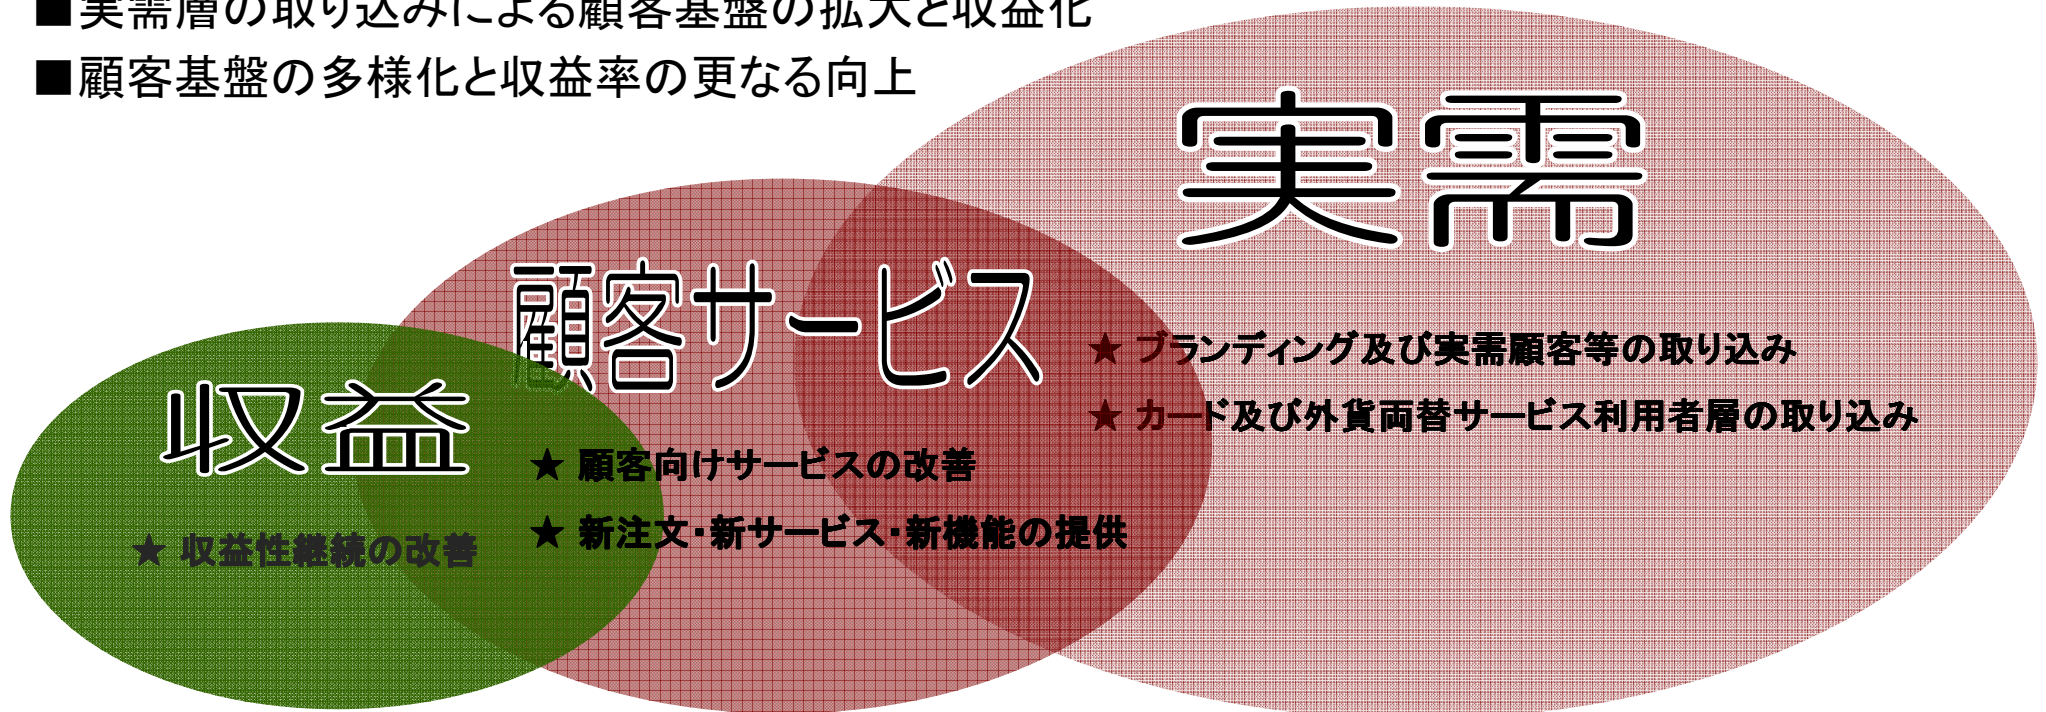 ■実需層の取り込みによる顧客基盤の拡大と収益化
■顧客基盤の多様化と収益率の更なる向上
実需
★ ブランディング及び実需顧客等の取り込み
★ カード及び外貨両替サービス利用者層の取り込み
顧客サービス
★ 顧客向けサービスの改善
★ 新注文・新サービス・新機能の提供
収益
★ 収益性継続の改善